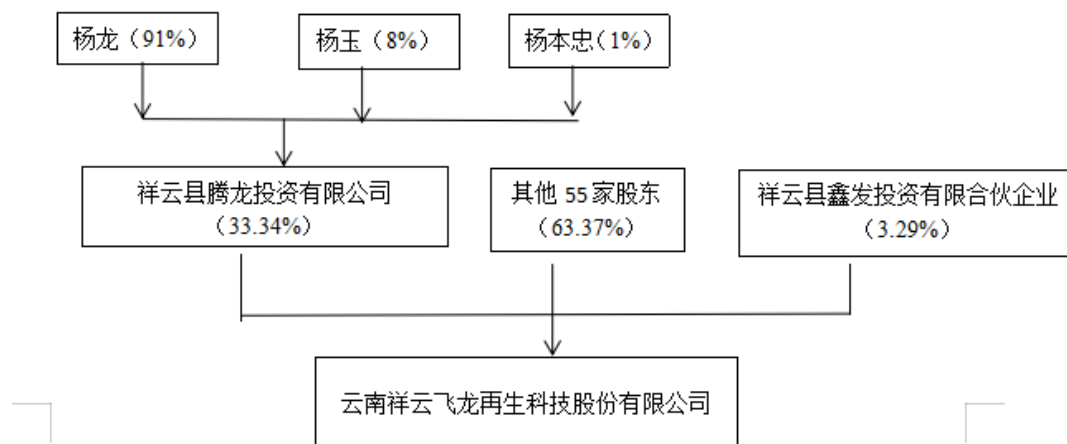 杨龙（91%）
杨玉（8%）
杨本忠（1%）
祥云县腾龙投资有限公司
（33.34%）
其他 55 家股东
（63.37%）
祥云县鑫发投资有限合伙企业
（3.29%）
云南祥云飞龙再生科技股份有限公司